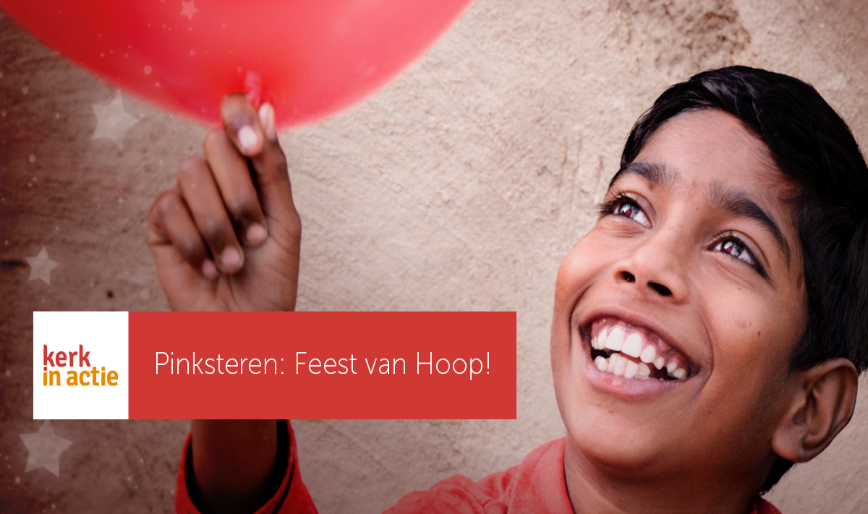 kerk
in actie
Pinksteren: Feest van Hoop!